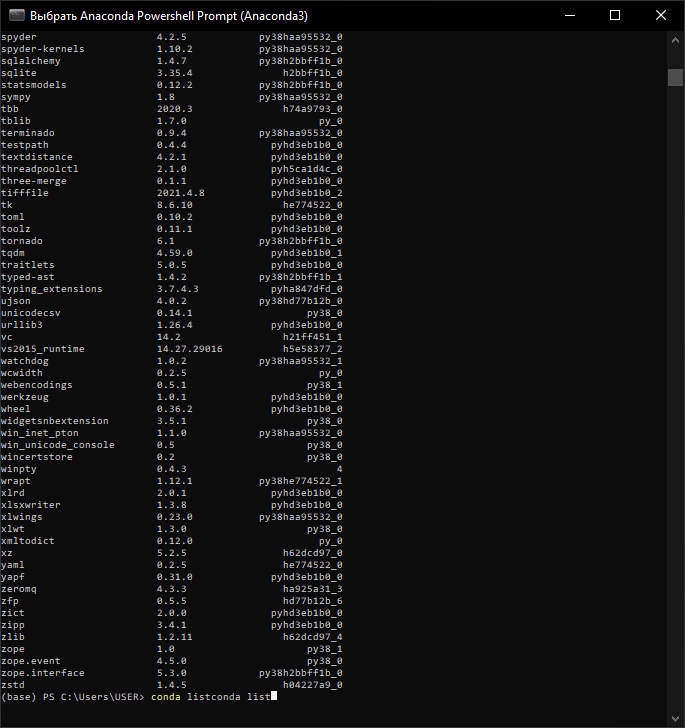 Выбрать Anaconda Powershell Prompt (Anaconda3)
spyder 4.2.5 py38haa95532_0
spyder-kernels 1.10.2 py38haa95532_0
sqlalchemy 1.4.7 py38h2bbff1b_0
sqlite 3.35.4 h2bbff1b_0
statsmodels 0.12.2 py38h2bbff1b_0
sympy 1.8 py38haa95532_0
tbb 2020.3 h74a9793_0
tblib 1.7.0 py_0
terminado 0.9.4 py38haa95532_0
testpath 0.4.4 pyhd3eb1b0_0
textdistance 4.2.1 pyhd3eb1b0_0
threadpoolctl 2.1.0 pyh5ca1d4c_0
three-merge 0.1.1 pyhd3eb1b0_0
tifffile 2021.4.8 pyhd3eb1b0_2
tk 8.6.10 he774522_0
toml 0.10.2 pyhd3eb1b0_0
toolz 0.11.1 pyhd3eb1b0_0
tornado 6.1 py38h2bbff1b_0
tqdm 4.59.0 pyhd3eb1b0_1
traitlets 5.0.5 pyhd3eb1b0_0
typed-ast 1.4.2 py38h2bbff1b_1
typing_extensions 3.7.4.3 pyha847dfd_0
ujson 4.0.2 py38hd77b12b_0
unicodecsv 0.14.1 py38_0
urllib3 1.26.4 pyhd3eb1b0_0
vc 14.2 h21ff451_1
vs2015_runtime 14.27.29016 h5e58377_2
watchdog 1.0.2 py38haa95532_1
wcwidth 0.2.5 py_0
webencodings 0.5.1 py38_1
werkzeug 1.0.1 pyhd3eb1b0_0
wheel 0.36.2 pyhd3eb1b0_0
widgetsnbextension 3.5.1 py38_0
win_inet_pton 1.1.0 py38haa95532_0
win_unicode_console 0.5 py38_0
wincertstore 0.2 py38_0
winpty 0.4.3 4
wrapt 1.12.1 py38he774522_1
xlrd 2.0.1 pyhd3eb1b0_0
xlsxwriter 1.3.8 pyhd3eb1b0_0
xlwings 0.23.0 py38haa95532_0
xlwt 1.3.0 py38_0
xmltodict 0.12.0 py_0
xz 5.2.5 h62dcd97_0
yaml 0.2.5 he774522_0
yapf 0.31.0 pyhd3eb1b0_0
zeromq 4.3.3 ha925a31_3
zfp 0.5.5 hd77b12b_6
zict 2.0.0 pyhd3eb1b0_0
zipp 3.4.1 pyhd3eb1b0_0
zlib 1.2.11 h62dcd97_4
zope 1.0 py38_1
zope.event 4.5.0 py38_0
zope.interface 5.3.0 py38h2bbff1b_0
zstd 1.4.5 h04227a9_0
(base) PS C:\Users\USER> conda listconda list